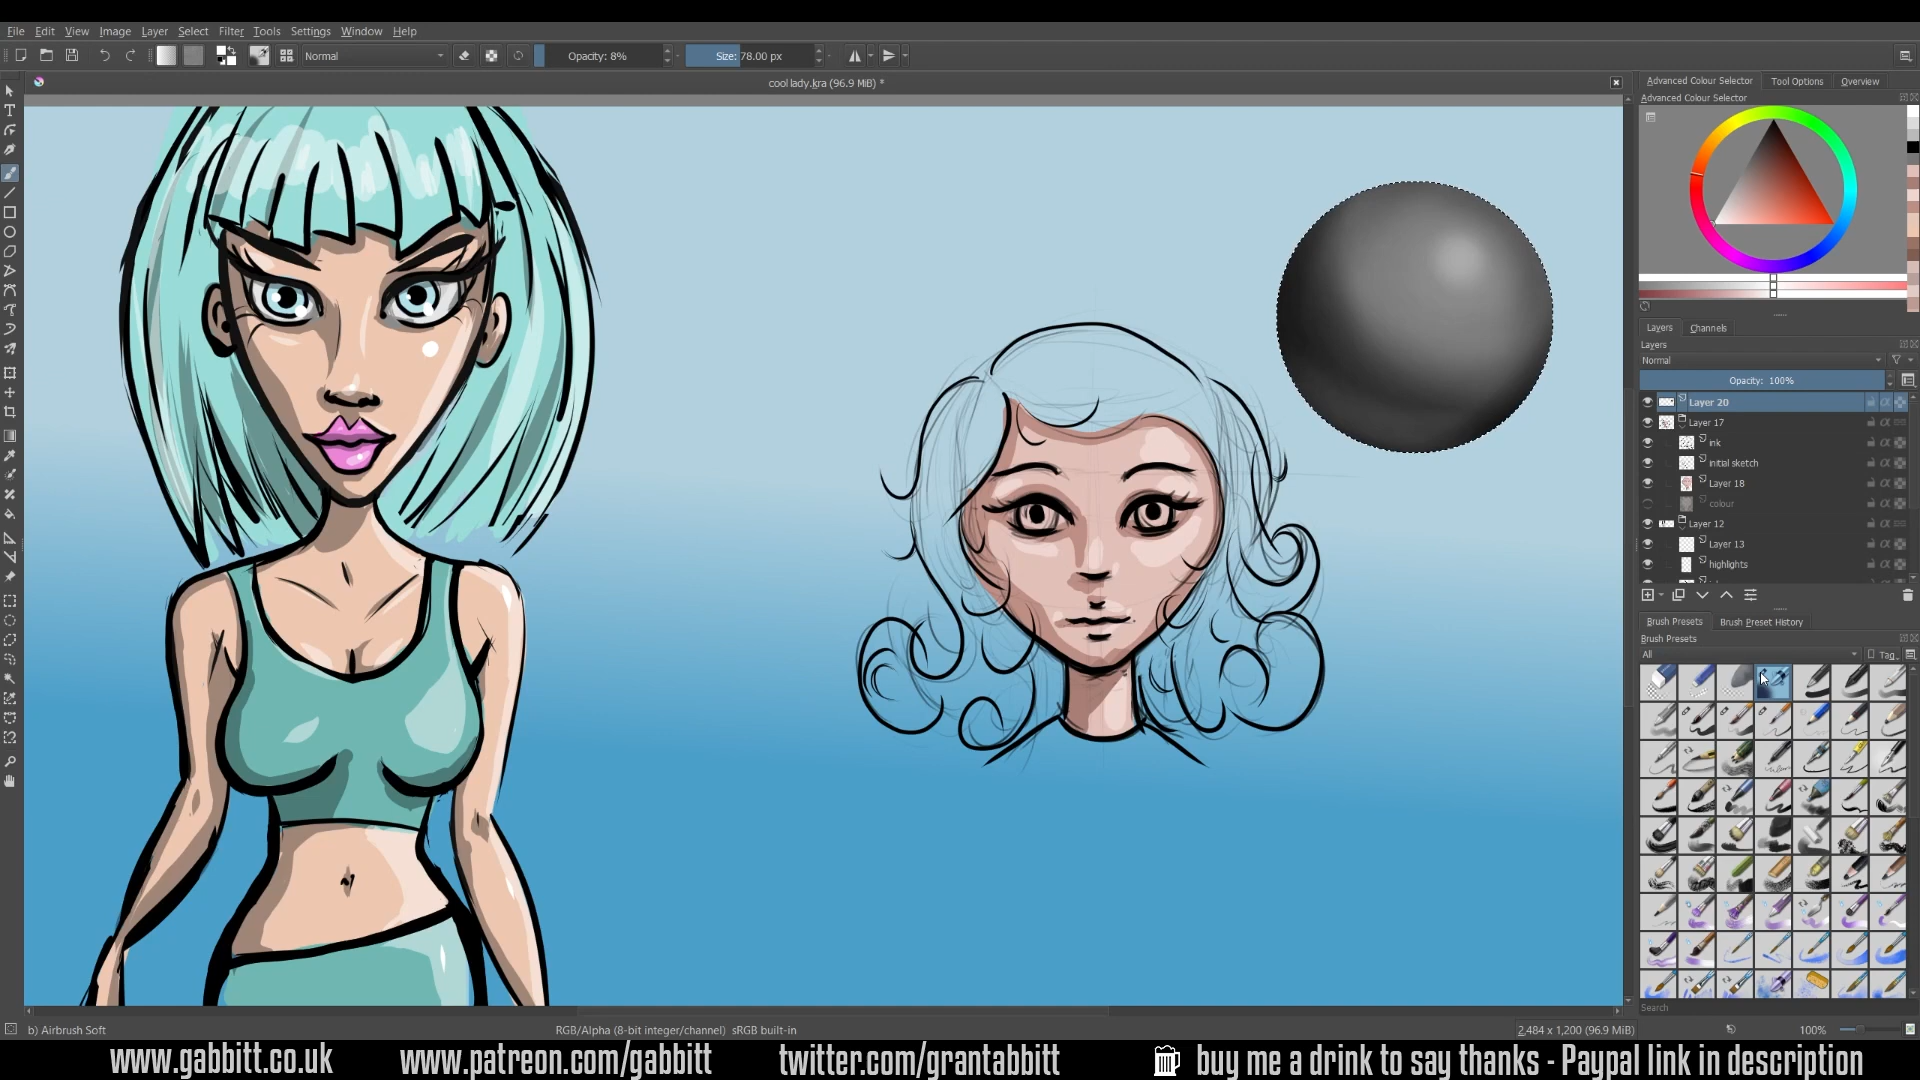 File Edit View Image Layer Select Filter Tools Settings Window Help
Normal Opacity: 8% Size: 78.00 px
cool lady.kra (96.9 MiB) *
Advanced Colour Selector Tool Options Overview
Advanced Colour Selector
Layers Channels
Layers
Normal
Opacity: 100%
Layer 20
Layer 17
ink
initial sketch
Layer 18
colour
Layer 12
Layer 13
highlights
Brush Presets Brush Preset History
Brush Presets
All Tag
Search
b) Airbrush Soft RGB/Alpha (8-bit integer/channel) sRGB built-in 2,484 x 1,200 (96.9 MiB) 100%
www.gabbitt.co.uk www.patreon.com/gabbitt twitter.com/grantabbitt buy me a drink to say thanks - Paypal link in description